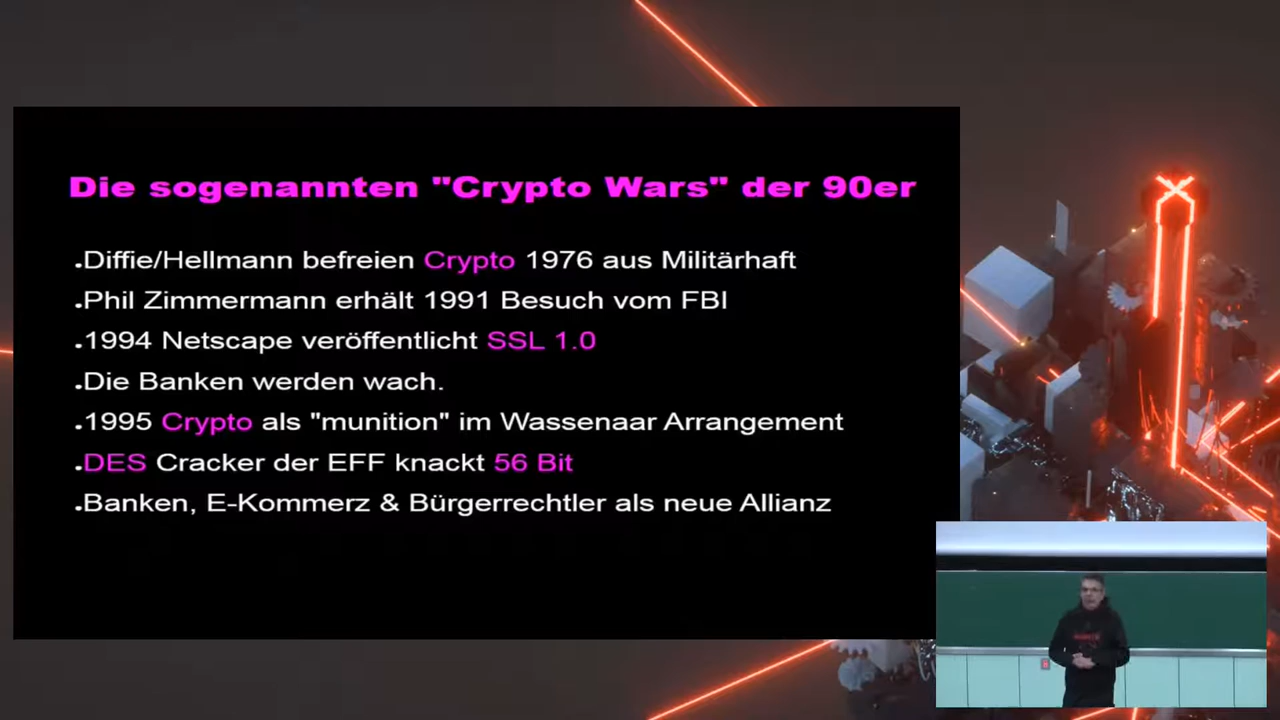 Die sogenannten "Crypto Wars" der 90er
.Diffie/Hellmann befreien Crypto 1976 aus Militärhaft
.Phil Zimmermann erhält 1991 Besuch vom FBI
.1994 Netscape veröffentlicht SSL 1.0
.Die Banken werden wach.
.1995 Crypto als "munition" im Wassenaar Arrangement
.DES Cracker der EFF knackt 56 Bit
.Banken, E-Kommerz & Bürgerrechtler als neue Allianz